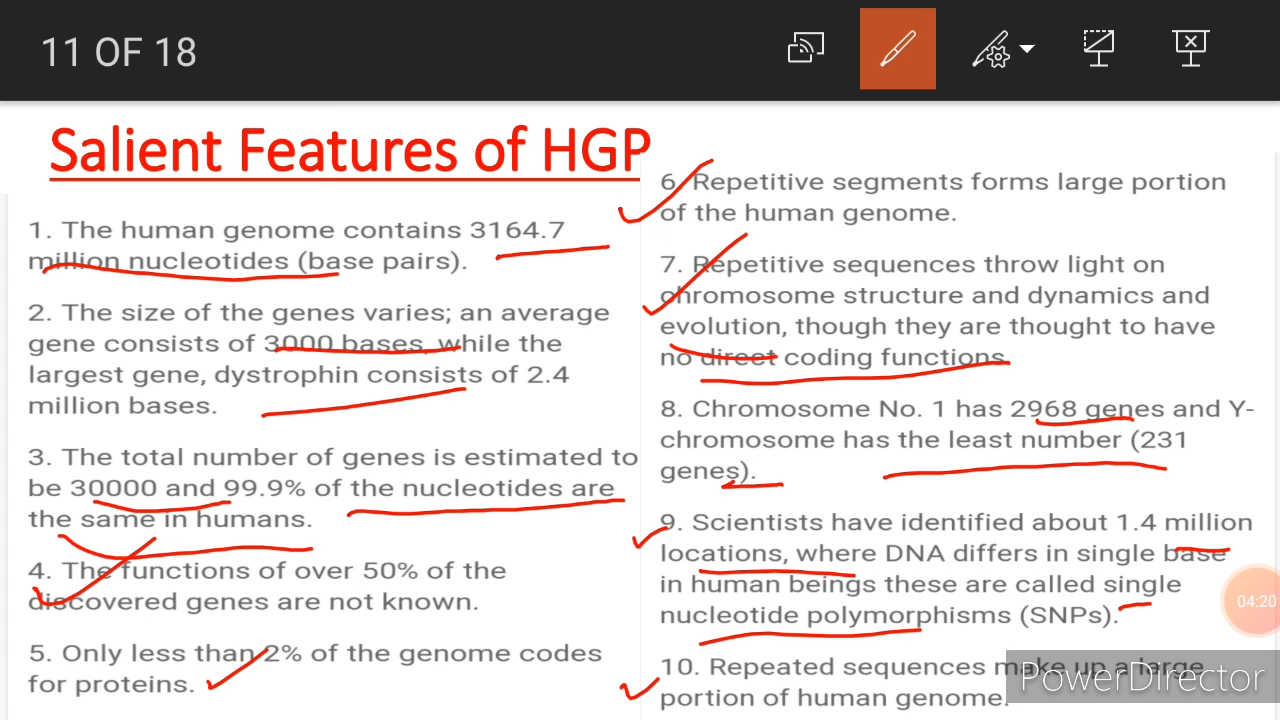 11 OF 18
Salient Features of HGP
1. The human genome contains 3164.7
million nucleotides (base pairs).
2. The size of the genes varies; an average
gene consists of 3000 bases, while the
largest gene, dystrophin consists of 2.4
million bases.
3. The total number of genes is estimated to
be 30000 and 99.9% of the nucleotides are
the same in humans.
4. The functions of over 50% of the
discovered genes are not known.
5. Only less than 2% of the genome codes
for proteins.
6. Repetitive segments forms large portion
of the human genome.
7. Repetitive sequences throw light on
chromosome structure and dynamics and
evolution, though they are thought to have
no direct coding functions.
8. Chromosome No. 1 has 2968 genes and Y-
chromosome has the least number (231
genes).
9. Scientists have identified about 1.4 million
locations, where DNA differs in single base
in human beings these are called single
nucleotide polymorphisms (SNPs).
10. Repeated sequences make up a large
portion of human genome.
04:20
PowerDirector